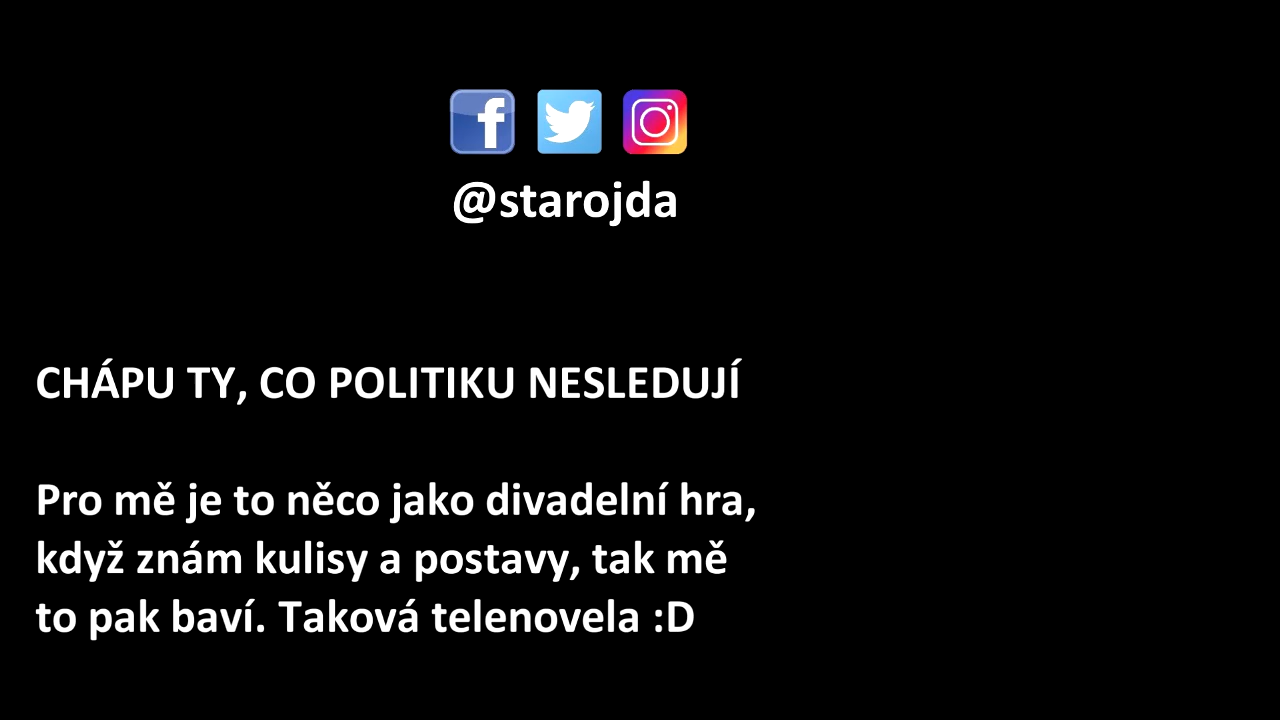 @starojda
CHÁPU TY, CO POLITIKU NESLEDUJÍ
Pro mě je to něco jako divadelní hra,
když znám kulisy a postavy, tak mě
to pak baví. Taková telenovela :D